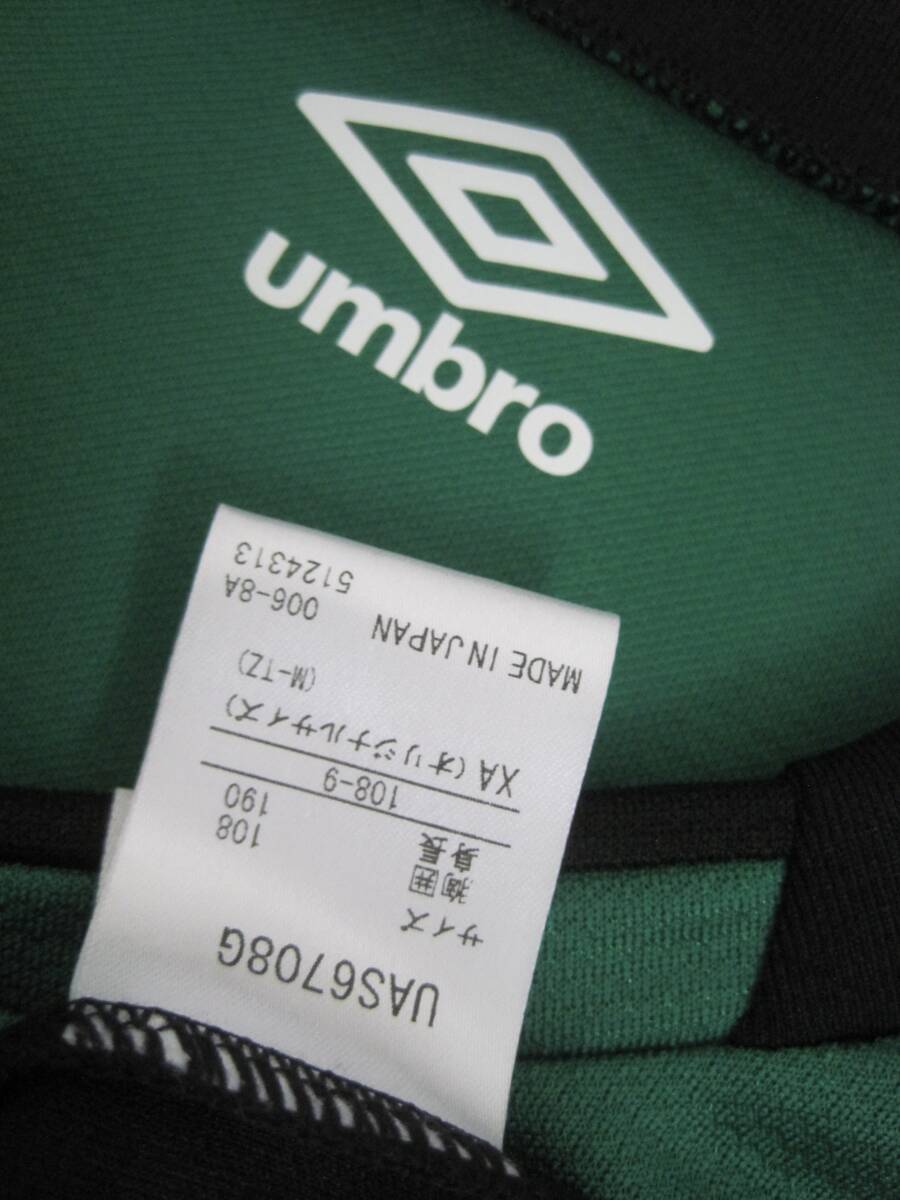 umbro
UAS6708G
サイズ
胸囲 108
身長 190
108-9
XA (オリジナルサイズ)
(M-TZ)
MADE IN JAPAN 006-8A
5124313